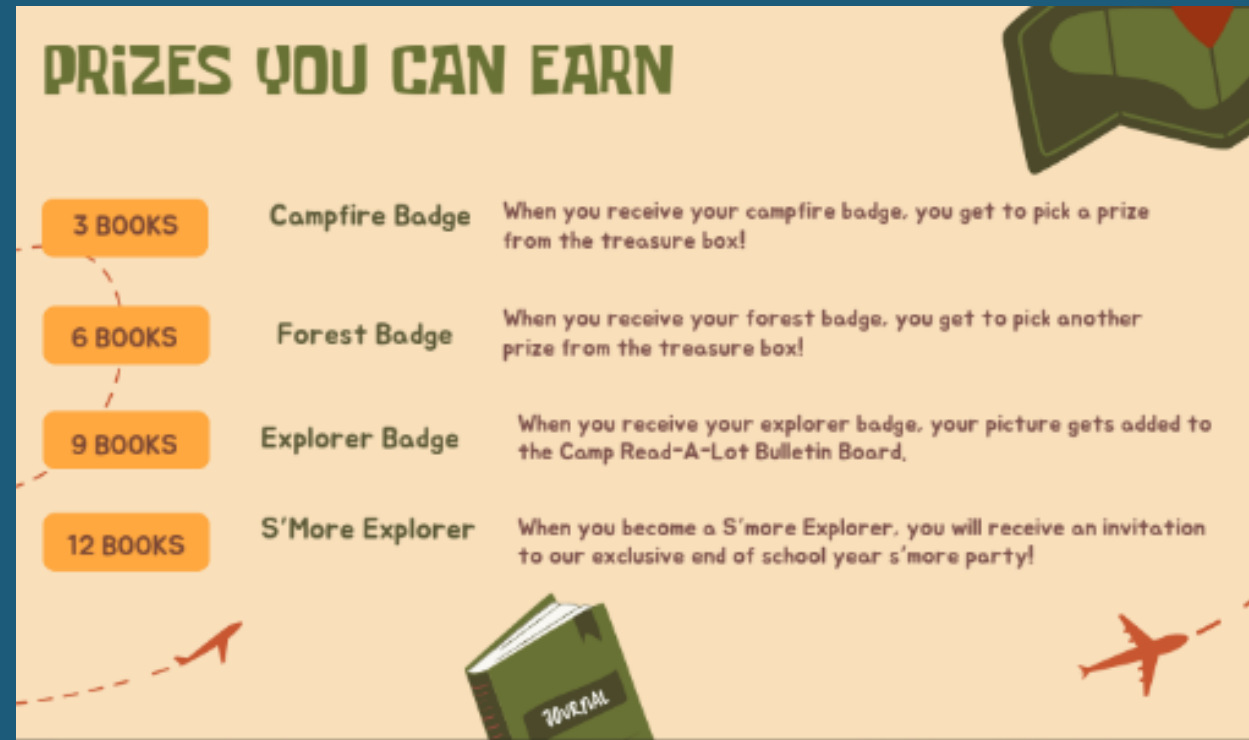 PRiZES YOU CAN EARN
3 BOOKS
Campfire Badge
When you receive your campfire badge, you get to pick a prize
from the treasure box!
6 BOOKS
Forest Badge
When you receive your forest badge, you get to pick another
prize from the treasure box!
9 BOOKS
Explorer Badge
When you receive your explorer badge, your picture gets added to
the Camp Read-A-Lot Bulletin Board.
12 BOOKS
S'More Explorer
When you become a S'more Explorer, you will receive an invitation
to our exclusive end of school year s'more party!
JOURNAL